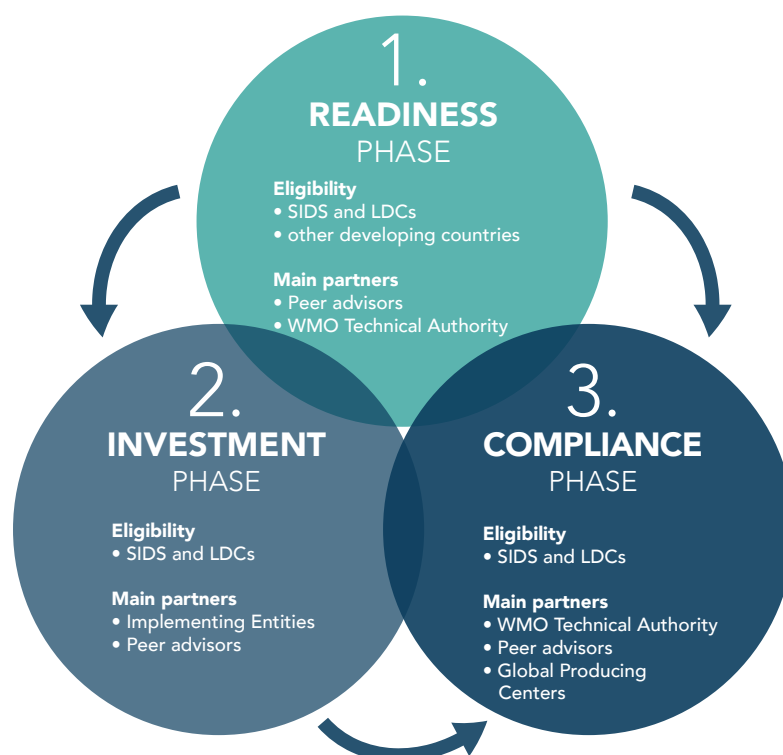 1.
READINESS
PHASE
Eligibility
• SIDS and LDCs
• other developing countries
Main partners
• Peer advisors
• WMO Technical Authority
2.
INVESTMENT
PHASE
Eligibility
• SIDS and LDCs
Main partners
• Implementing Entities
• Peer advisors
3.
COMPLIANCE
PHASE
Eligibility
• SIDS and LDCs
Main partners
• WMO Technical Authority
• Peer advisors
• Global Producing
Centers